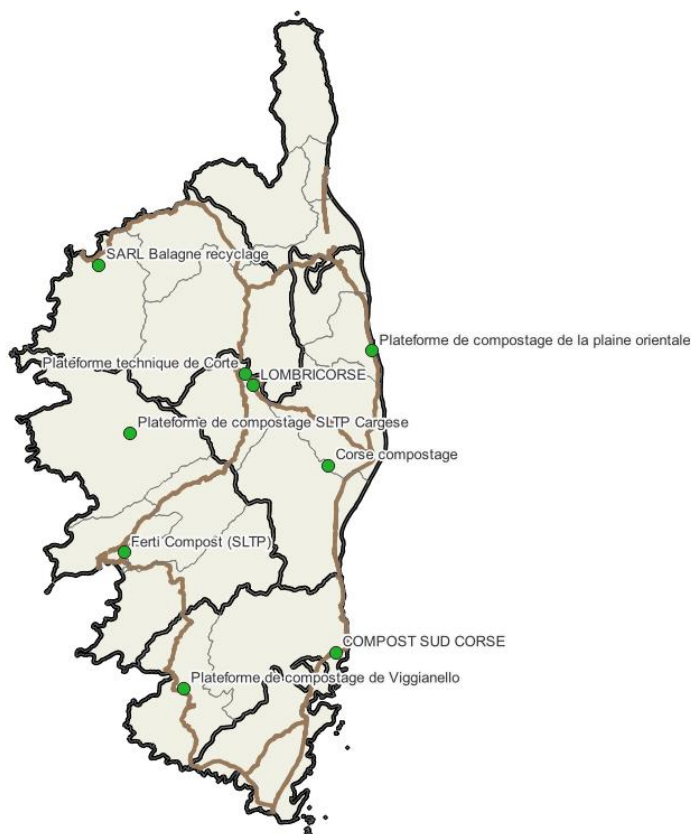 SARL Balagne recyclage
Plateforme de compostage de la plaine orientale
Plateforme technique de Corte
LOMBRICORSE
Plateforme de compostage SLTP Cargese
Corse compostage
Ferti Compost (SLTP)
COMPOST SUD CORSE
Plateforme de compostage de Viggianello